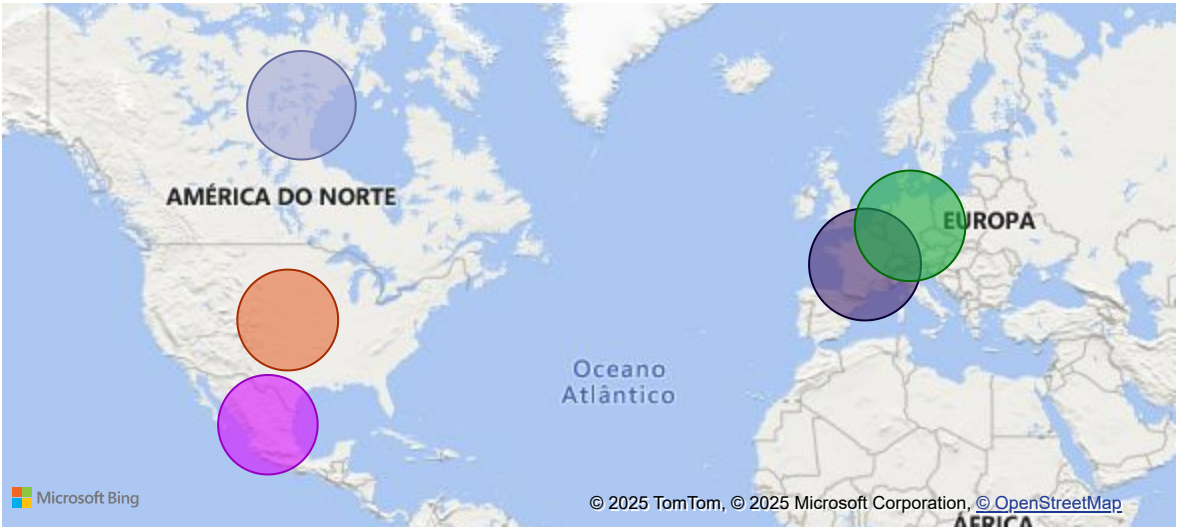 AMÉRICA DO NORTE
EUROPA
Oceano
Atlântico
Microsoft Bing
© 2025 TomTom, © 2025 Microsoft Corporation, © OpenStreetMap
ÁFRICA